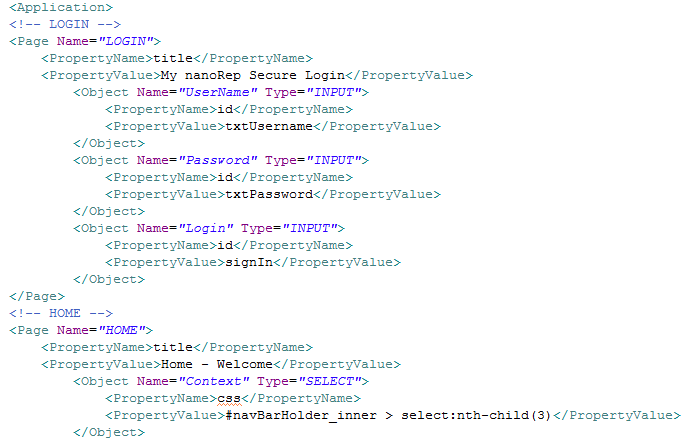 <Application>
<!-- LOGIN -->
<Page Name="LOGIN">
    <PropertyName>title</PropertyName>
    <PropertyValue>My nanoRep Secure Login</PropertyValue>
        <Object Name="UserName" Type="INPUT">
            <PropertyName>id</PropertyName>
            <PropertyValue>txtUsername</PropertyValue>
        </Object>
        <Object Name="Password" Type="INPUT">
            <PropertyName>id</PropertyName>
            <PropertyValue>txtPassword</PropertyValue>
        </Object>
        <Object Name="Login" Type="INPUT">
            <PropertyName>id</PropertyName>
            <PropertyValue>signIn</PropertyValue>
        </Object>
</Page>
<!-- HOME -->
<Page Name="HOME">
    <PropertyName>title</PropertyName>
    <PropertyValue>Home - Welcome</PropertyValue>
        <Object Name="Context" Type="SELECT">
            <PropertyName>css</PropertyName>
            <PropertyValue>#navBarHolder_inner > select:nth-child(3)</PropertyValue>
        </Object>